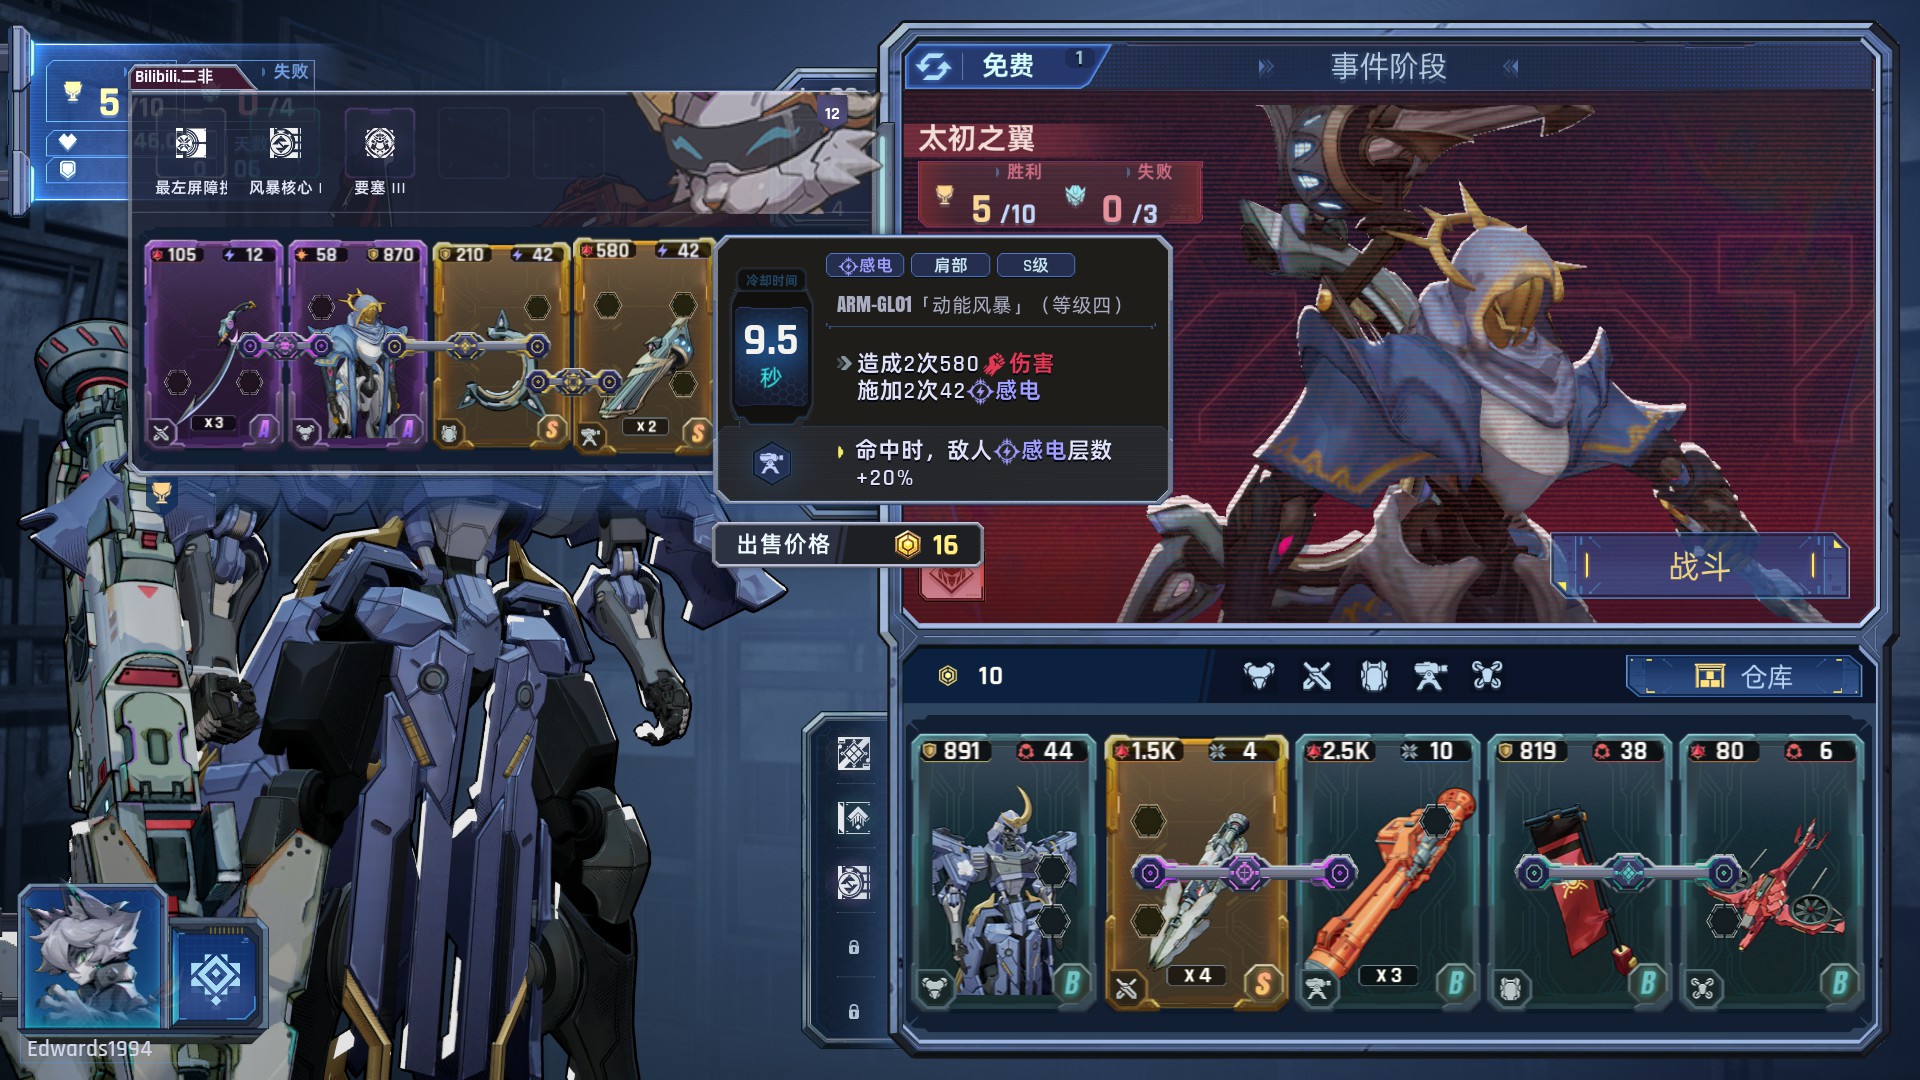 失败
5/10
0/4
Bilibili.二非
12
风暴核心 I
要塞 III
105 12
58 870
210 42
580 42
x3
A
A
S
x2
S
冷却时间
9.5
秒
感电 肩部 S级
ARM-GL01「动能风暴」（等级四）
造成2次580伤害
施加2次42感电
命中时，敌人感电层数
+20%
出售价格 16
免费 1
事件阶段
太初之翼
胜利 失败
5/10 0/3
战斗
10
仓库
891 44
1.5K 4
2.5K 10
819 38
80 6
B
x4
S
x3
B
B
B
Edwards1994